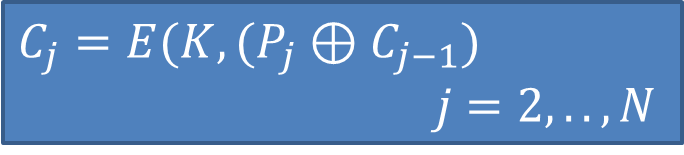 C_j = E(K, (P_j ⊕ C_{j−1})
j = 2, . . , N